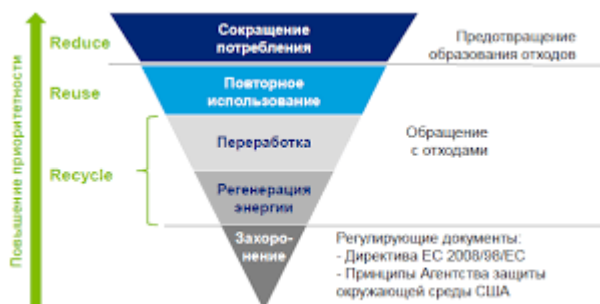 Повышение приоритетности
Reduce
Сокращение
потребления
Предотвращение
образования отходов
Reuse
Повторное
использование
Recycle
Переработка
Обращение
с отходами
Регенерация
энергии
Захоро-
нение
Регулирующие документы:
- Директива ЕС 2008/98/EC
- Принципы Агентства защиты
окружающей среды США